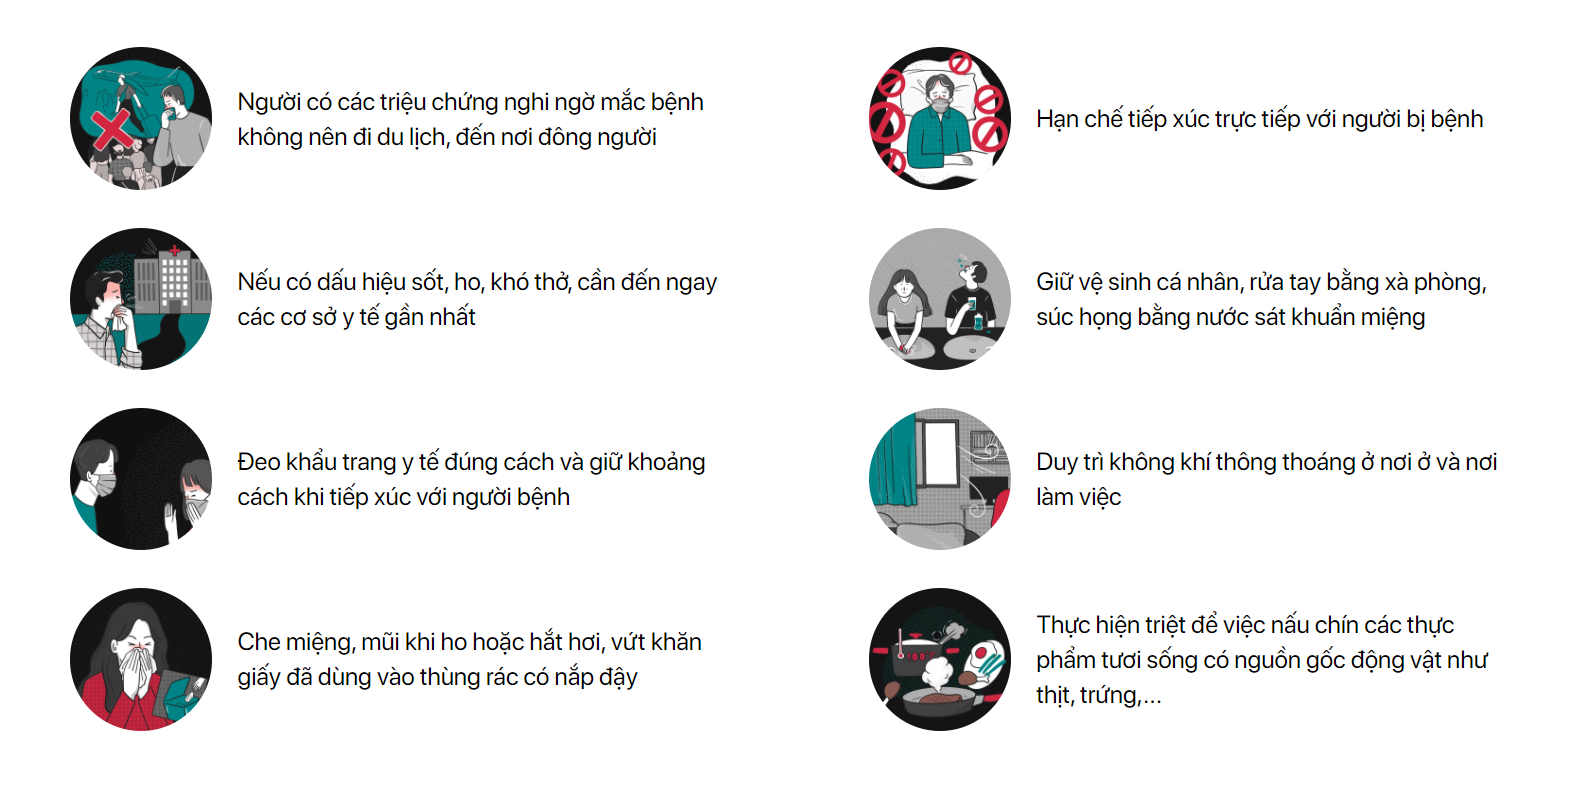 Người có các triệu chứng nghi ngờ mắc bệnh
không nên đi du lịch, đến nơi đông người
Hạn chế tiếp xúc trực tiếp với người bị bệnh
Nếu có dấu hiệu sốt, ho, khó thở, cần đến ngay
các cơ sở y tế gần nhất
Giữ vệ sinh cá nhân, rửa tay bằng xà phòng,
súc họng bằng nước sát khuẩn miệng
Đeo khẩu trang y tế đúng cách và giữ khoảng
cách khi tiếp xúc với người bệnh
Duy trì không khí thông thoáng ở nơi ở và nơi
làm việc
Che miệng, mũi khi ho hoặc hắt hơi, vứt khăn
giấy đã dùng vào thùng rác có nắp đậy
Thực hiện triệt để việc nấu chín các thực
phẩm tươi sống có nguồn gốc động vật như
thịt, trứng,...